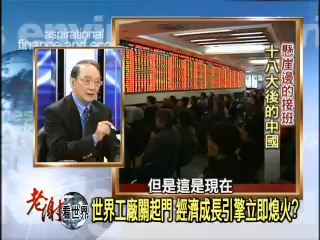 aspirational
finance and
懸崖邊的接班
十八大後的中國
但是這是現在
老謝看世界
世界工廠關起門 經濟成長引擎立即熄火?